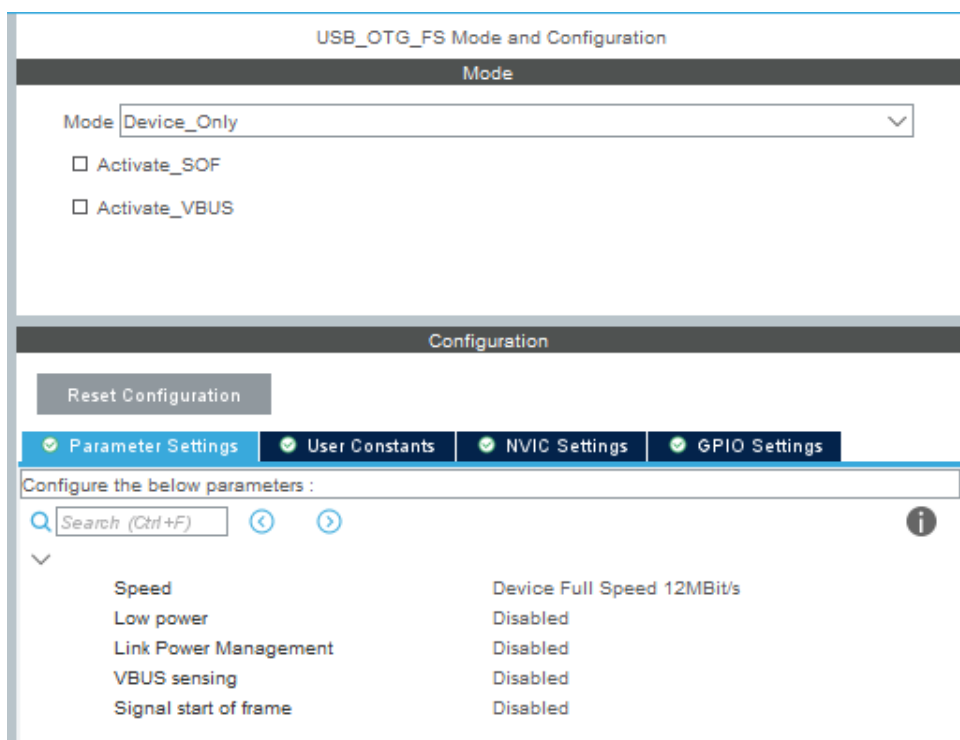 USB_OTG_FS Mode and Configuration
Mode
Mode Device_Only
Activate_SOF
Activate_VBUS
Configuration
Reset Configuration
Parameter Settings User Constants NVIC Settings GPIO Settings
Configure the below parameters :
Search (Ctrl+F)
Speed Device Full Speed 12MBit/s
Low power Disabled
Link Power Management Disabled
VBUS sensing Disabled
Signal start of frame Disabled